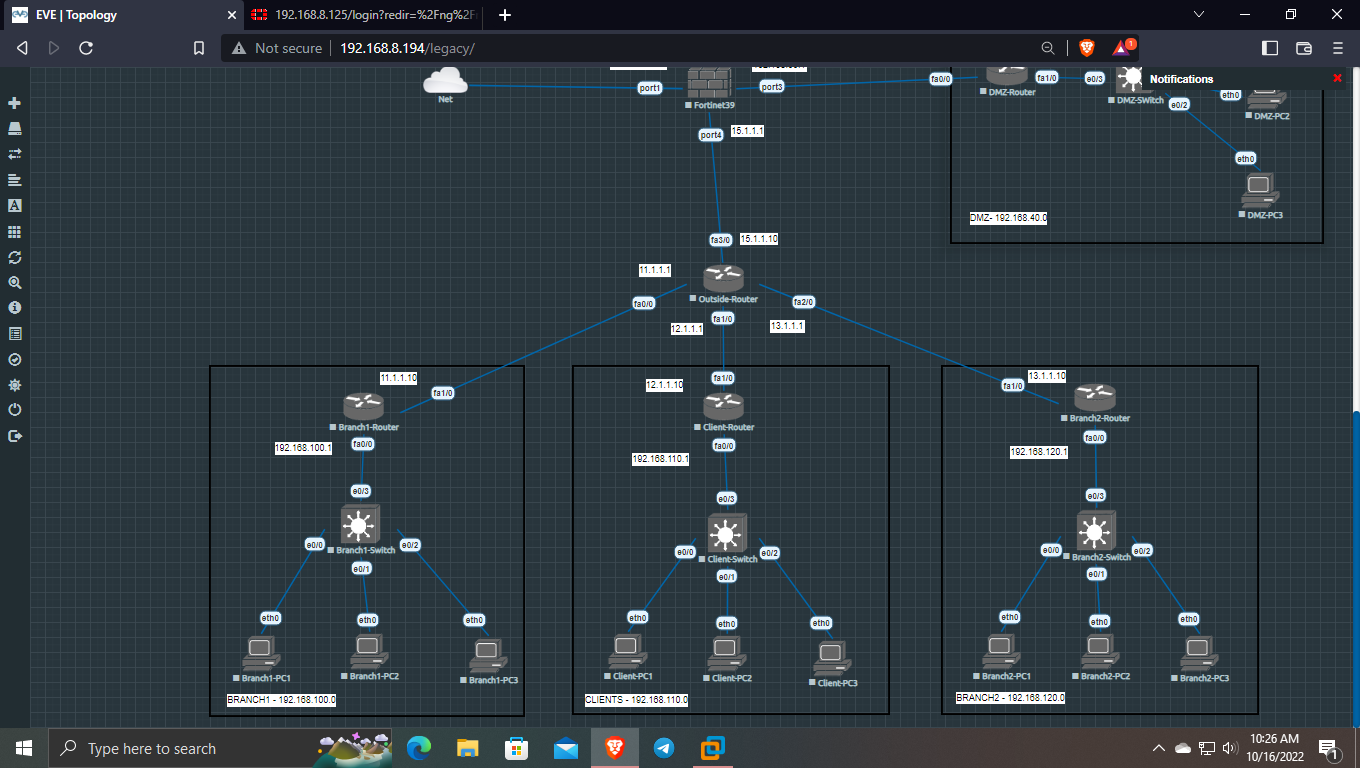 EVE | Topology
192.168.8.125/login?redir=%2Fng%2F
Not secure
192.168.8.194/legacy/
1
Notifications
Net
port1
Fortinet39
port3
fa0/0
DMZ-Router
fa1/0
e0/3
DMZ-Switch
e0/2
eth0
DMZ-PC2
port4
15.1.1.1
eth0
DMZ-PC3
DMZ- 192.168.40.0
fa3/0
15.1.1.10
11.1.1.1
fa0/0
Outside-Router
fa2/0
12.1.1.1
fa1/0
13.1.1.1
11.1.1.10
fa1/0
Branch1-Router
192.168.100.1
fa0/0
e0/3
e0/0
Branch1-Switch
e0/2
e0/1
eth0
eth0
eth0
Branch1-PC1
Branch1-PC2
Branch1-PC3
BRANCH1 - 192.168.100.0
12.1.1.10
fa1/0
Client-Router
192.168.110.1
fa0/0
e0/3
e0/0
Client-Switch
e0/2
e0/1
eth0
eth0
eth0
Client-PC1
Client-PC2
Client-PC3
CLIENTS - 192.168.110.0
fa1/0
13.1.1.10
Branch2-Router
192.168.120.1
fa0/0
e0/3
e0/0
Branch2-Switch
e0/2
e0/1
eth0
eth0
eth0
Branch2-PC1
Branch2-PC2
Branch2-PC3
BRANCH2 - 192.168.120.0
Type here to search
10:26 AM
10/16/2022
1